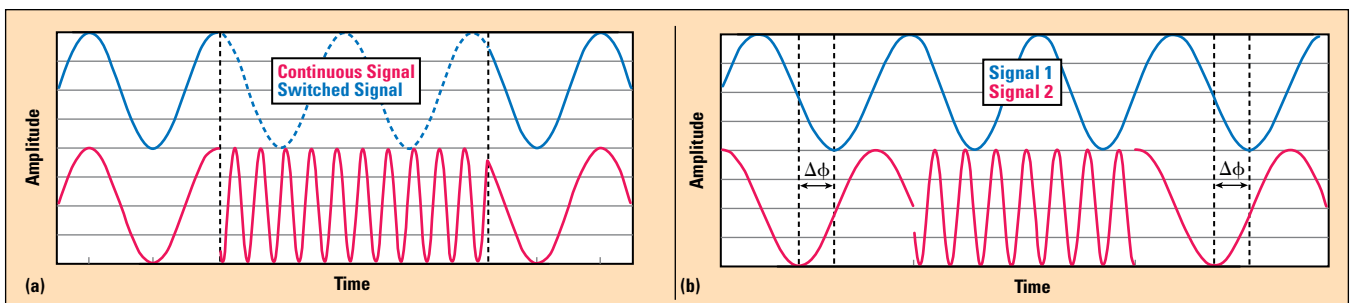 Amplitude
Continuous Signal
Switched Signal
(a)
Time
Amplitude
Signal 1
Signal 2
Δϕ
Δϕ
(b)
Time